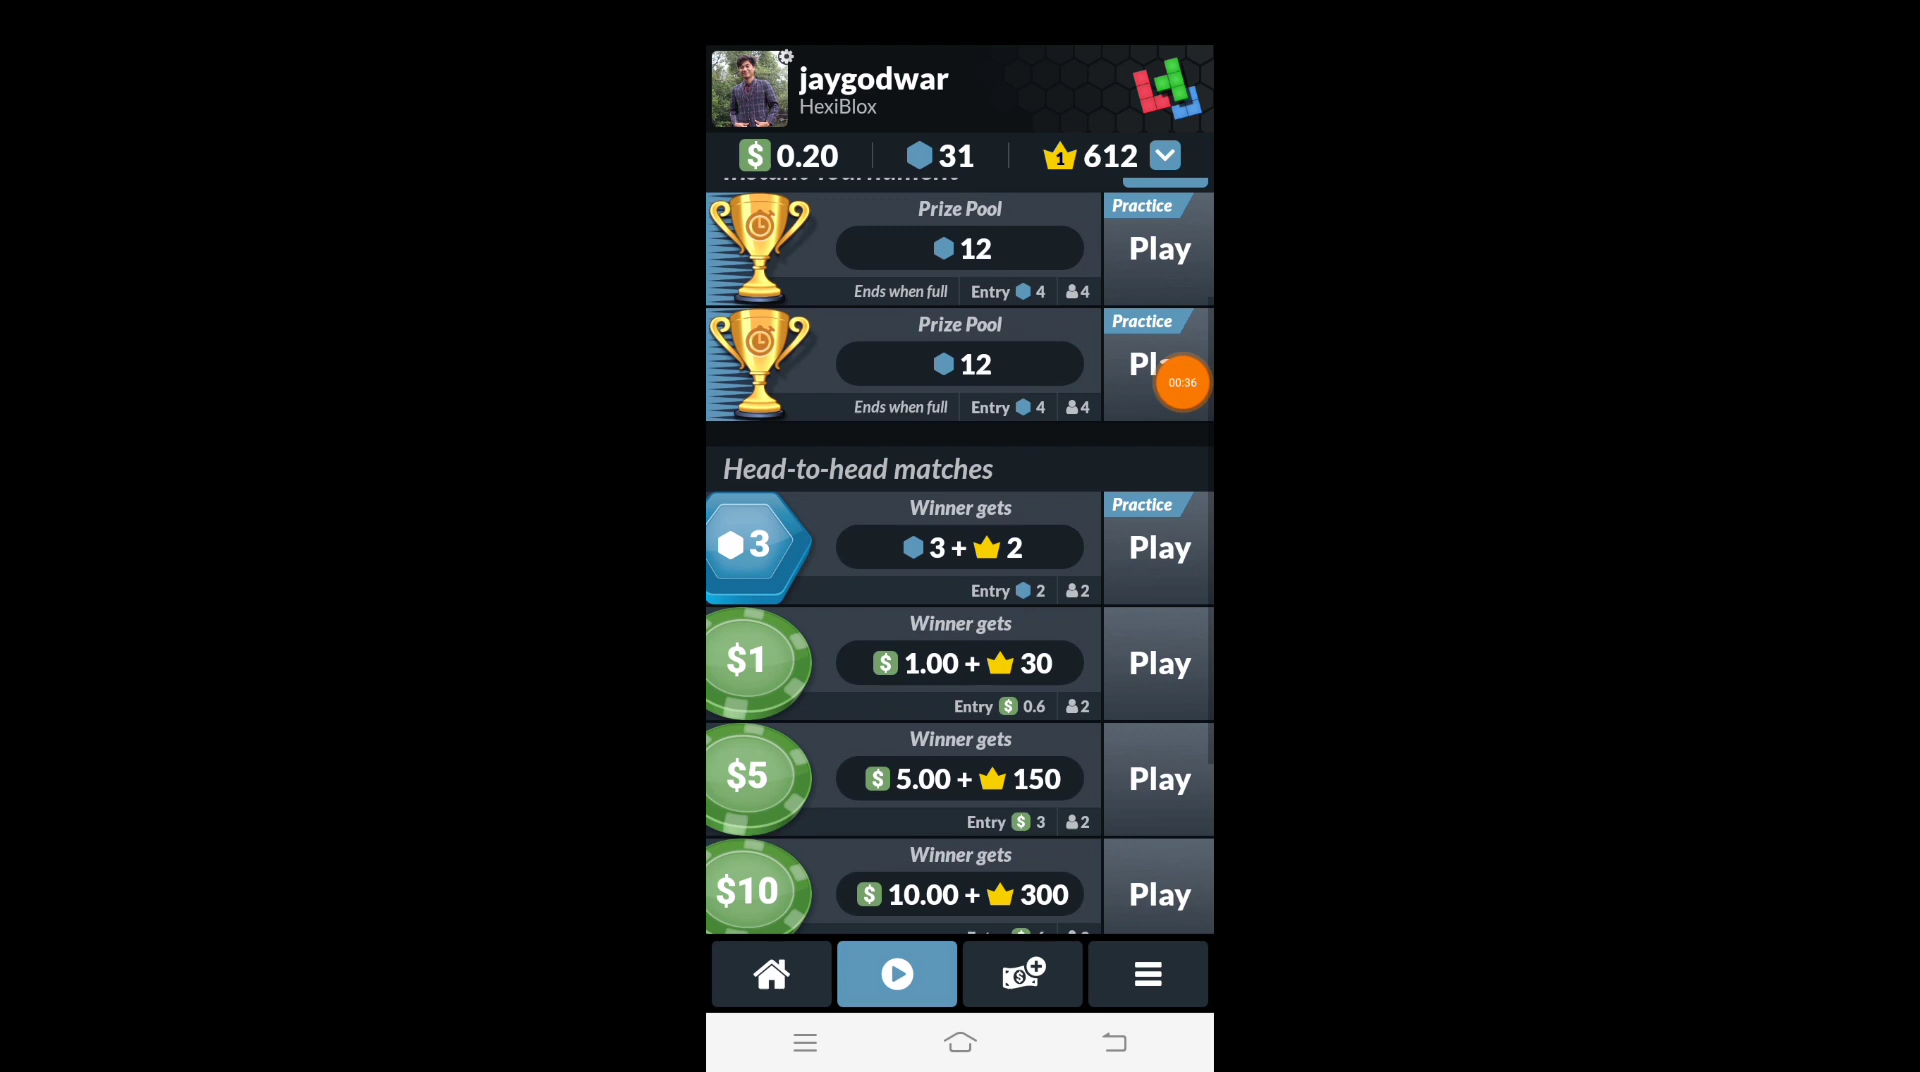 jaygodwar
HexiBlox
$ 0.20
31
1 612
Instant Tournament
Prize Pool
12
Ends when full Entry 4 4
Practice
Play
Prize Pool
12
Ends when full Entry 4 4
Practice
00:36
Head-to-head matches
3
Winner gets
3 + 2
Entry 2 2
Practice
Play
$1
Winner gets
$ 1.00 + 30
Entry $ 0.6 2
Play
$5
Winner gets
$ 5.00 + 150
Entry $ 3 2
Play
$10
Winner gets
$ 10.00 + 300
Play